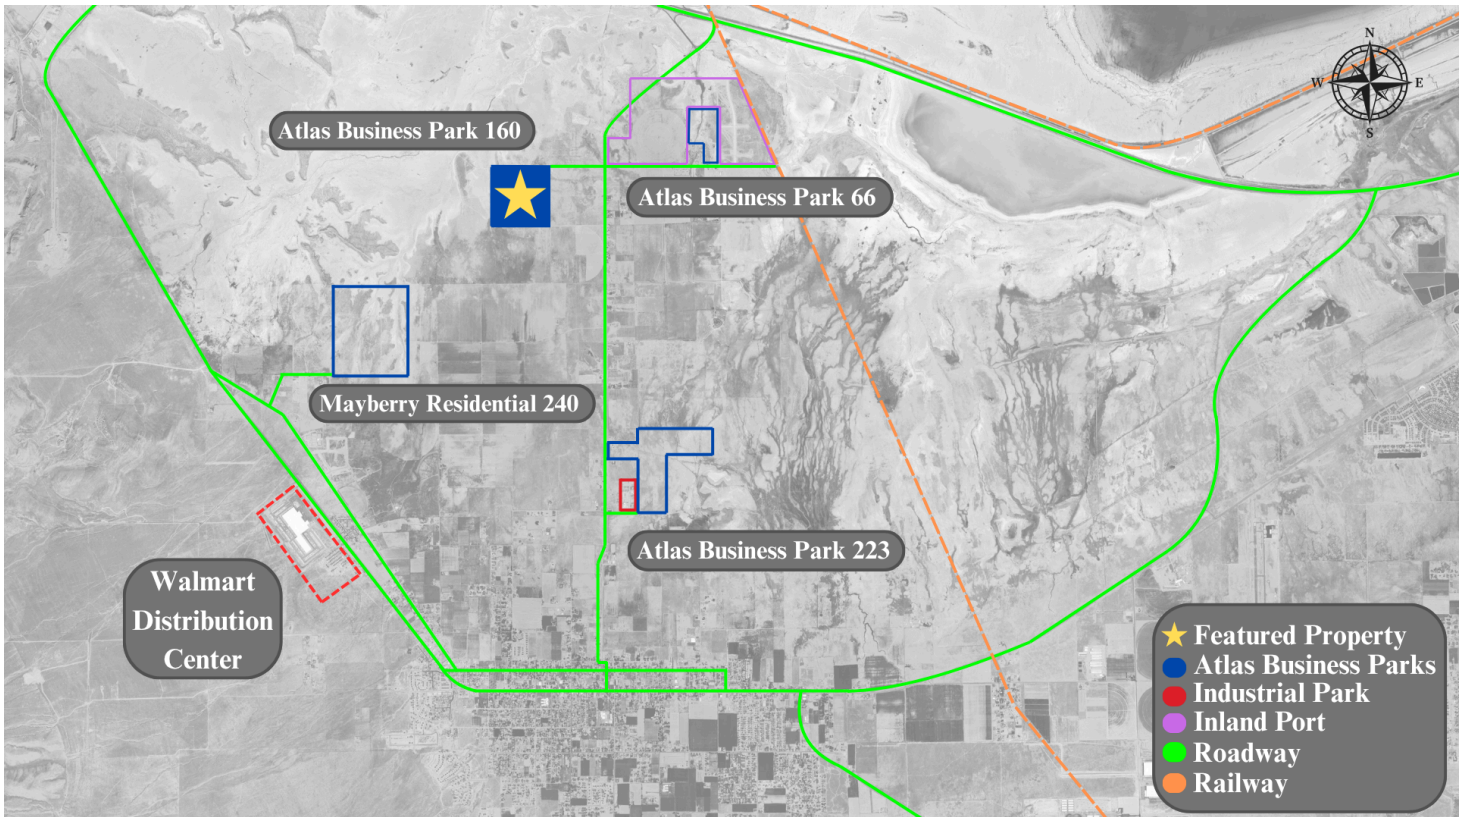 N
W
E
S
Atlas Business Park 160
Atlas Business Park 66
Mayberry Residential 240
Atlas Business Park 223
Walmart
Distribution
Center
Featured Property
Atlas Business Parks
Industrial Park
Inland Port
Roadway
Railway